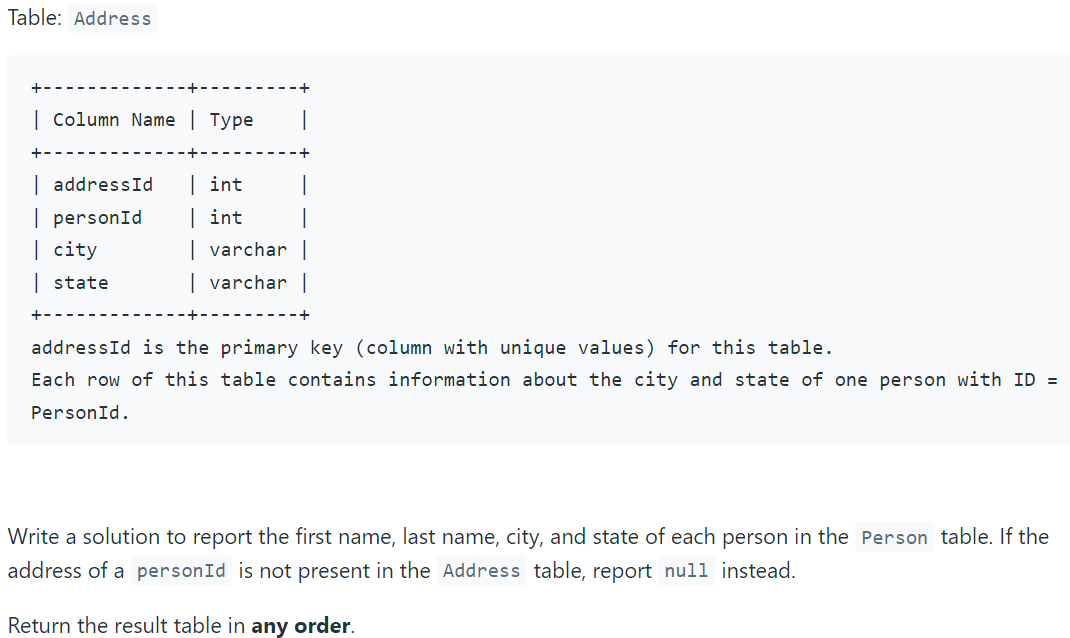 Table: Address
+-------------+---------+
| Column Name | Type    |
+-------------+---------+
| addressId   | int     |
| personId    | int     |
| city        | varchar |
| state       | varchar |
+-------------+---------+
addressId is the primary key (column with unique values) for this table.
Each row of this table contains information about the city and state of one person with ID =
PersonId.
Write a solution to report the first name, last name, city, and state of each person in the Person table. If the
address of a personId is not present in the Address table, report null instead.
Return the result table in any order.